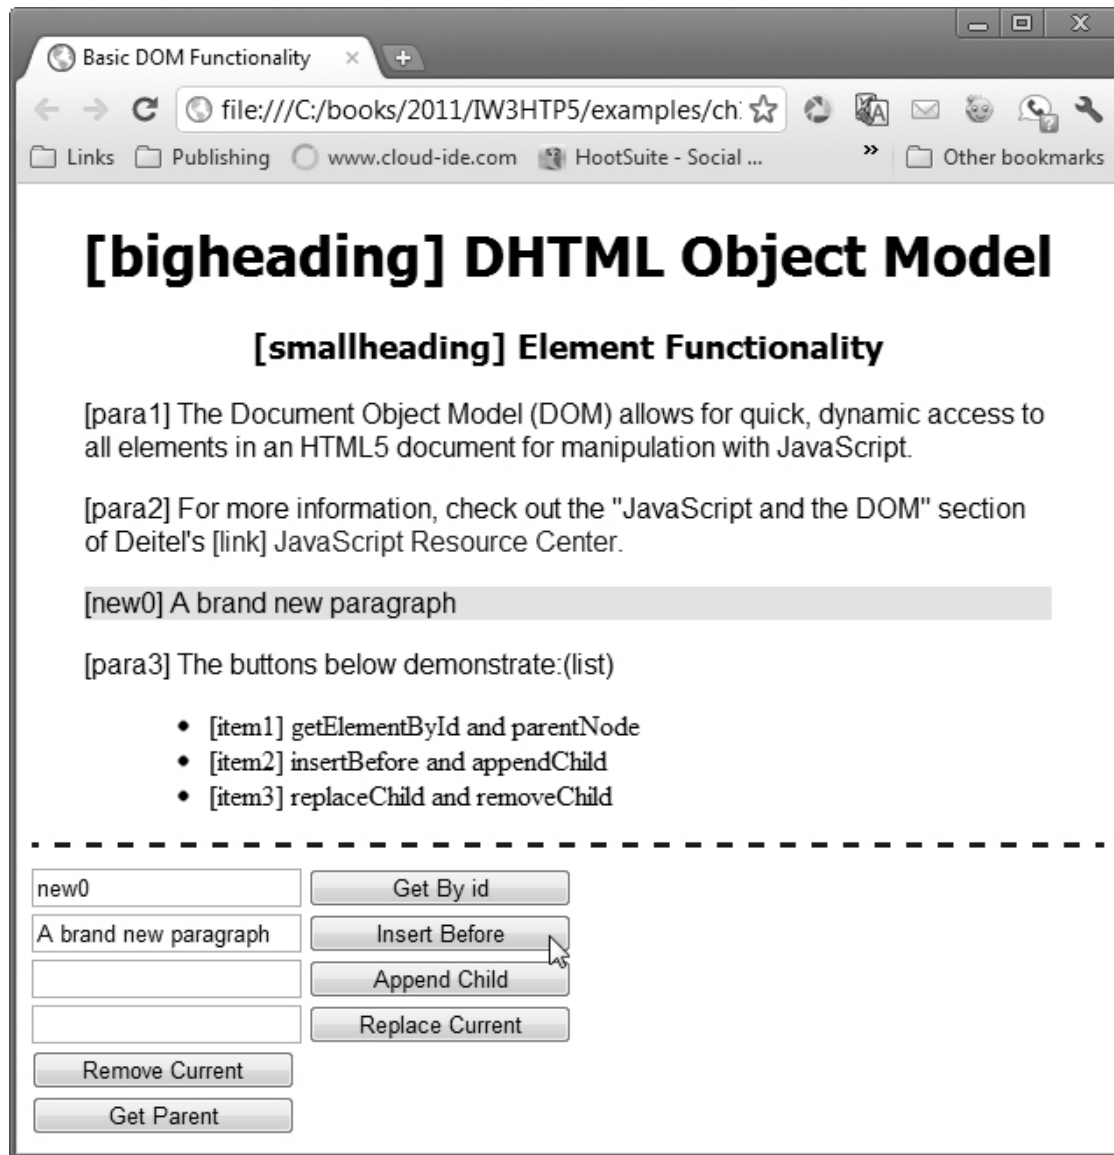 Basic DOM Functionality
file:///C:/books/2011/IW3HTP5/examples/ch
Links Publishing www.cloud-ide.com HootSuite - Social ... » Other bookmarks
[bigheading] DHTML Object Model
[smallheading] Element Functionality
[para1] The Document Object Model (DOM) allows for quick, dynamic access to
all elements in an HTML5 document for manipulation with JavaScript.
[para2] For more information, check out the "JavaScript and the DOM" section
of Deitel's [link] JavaScript Resource Center.
[new0] A brand new paragraph
[para3] The buttons below demonstrate:(list)
• [item1] getElementById and parentNode
• [item2] insertBefore and appendChild
• [item3] replaceChild and removeChild
new0 Get By id
A brand new paragraph Insert Before
Append Child
Replace Current
Remove Current
Get Parent